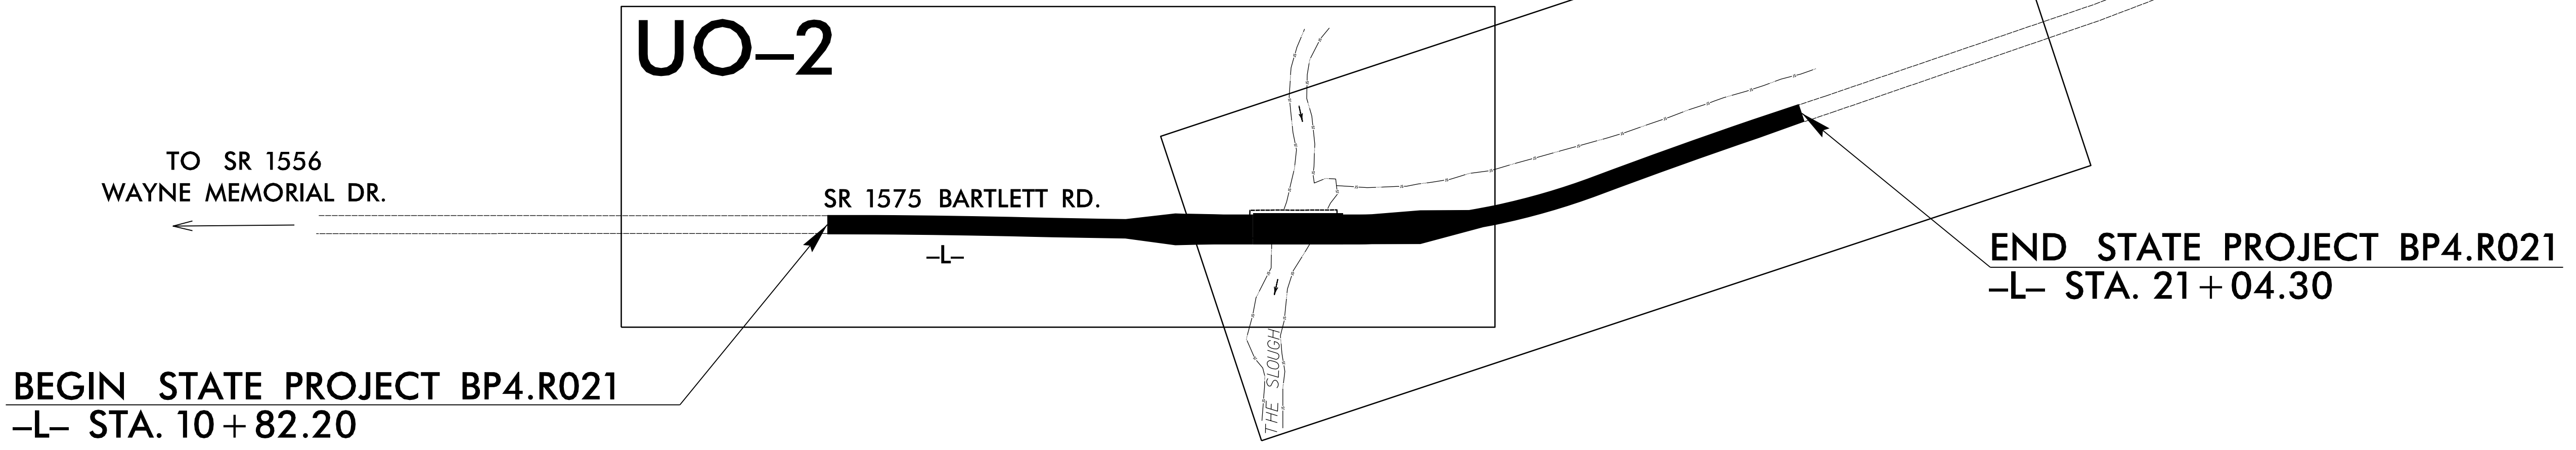 UO–2
TO SR 1556
WAYNE MEMORIAL DR.
SR 1575 BARTLETT RD.
–L–
THE SLOUGH
END STATE PROJECT BP4.R021
–L– STA. 21+04.30
BEGIN STATE PROJECT BP4.R021
–L– STA. 10+82.20